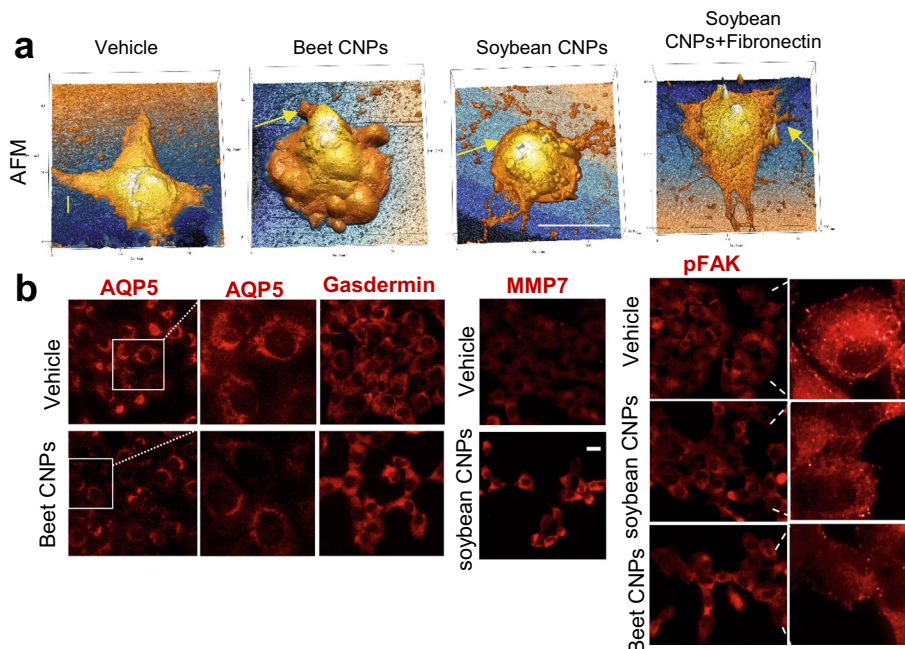 a
Vehicle
Beet CNPs
Soybean CNPs
Soybean
CNPs+Fibronectin
AFM
b
AQP5
AQP5
Gasdermin
MMP7
pFAK
Vehicle
Beet CNPs
Vehicle
soybean CNPs
Vehicle
soybean CNPs
Beet CNPs